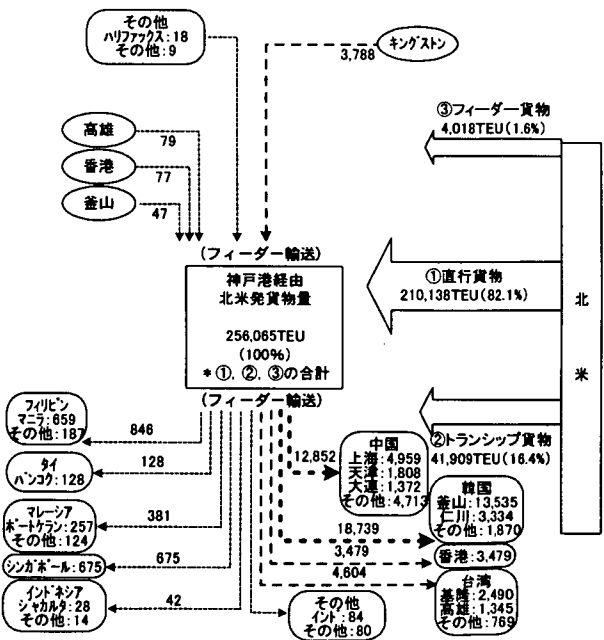 その他
ハリファックス:18
その他:9
キングストン
3,788
③フィーダー貨物
4,018TEU(1.6%)
高雄
79
香港
77
釜山
47
(フィーダー輸送)
神戸港経由
北米発貨物量
256,065TEU
(100%)
*①,②,③の合計
(フィーダー輸送)
①直行貨物
210,138TEU(82.1%)
北
米
②トランシップ貨物
41,909TEU(16.4%)
フィリピン
マニラ:659
その他:187
846
タイ
バンコク:128
128
マレーシア
ポートケラン:257
その他:124
381
シンガポール:675
675
インドネシア
ジャカルタ:28
その他:14
42
12,852
中国
上海:4,959
天津:1,808
大連:1,372
その他:4,713
18,739
韓国
釜山:13,535
仁川:3,334
その他:1,870
3,479
香港:3,479
4,604
台湾
基隆:2,490
高雄:1,345
その他:769
その他
インド:84
その他:80